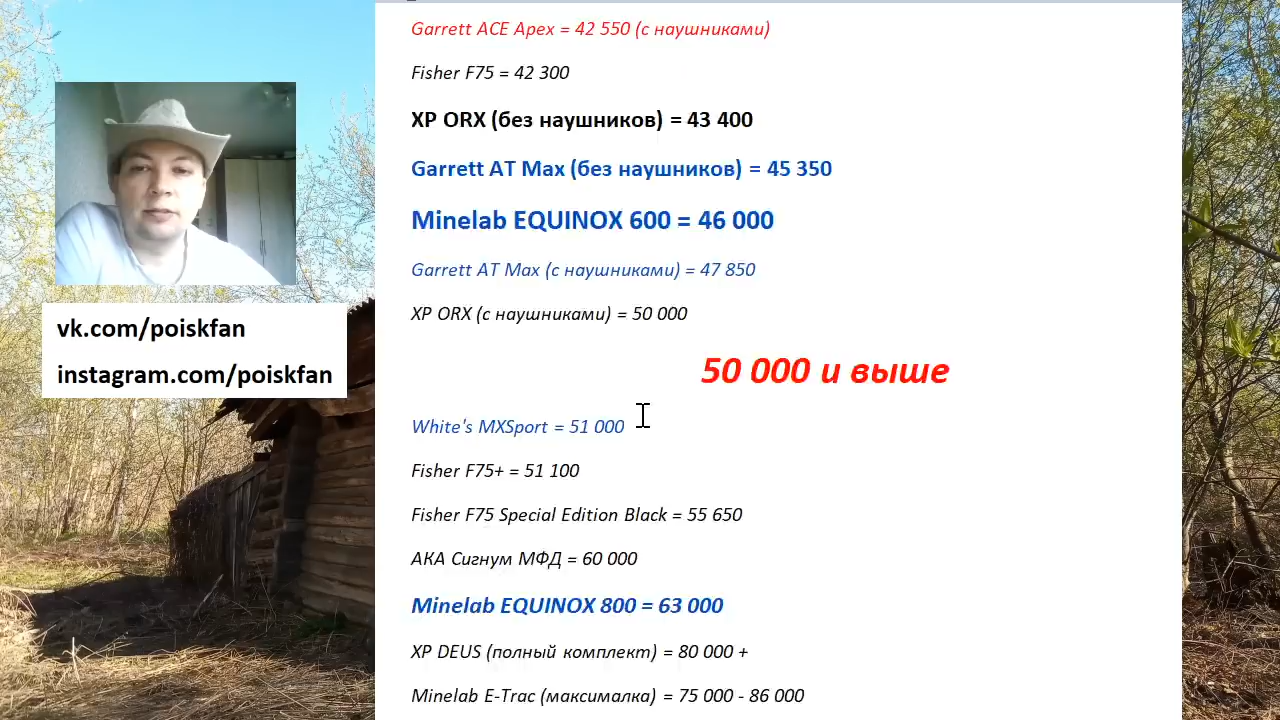 Garrett ACE Apex = 42 550 (с наушниками)
Fisher F75 = 42 300
XP ORX (без наушников) = 43 400
Garrett AT Max (без наушников) = 45 350
Minelab EQUINOX 600 = 46 000
Garrett AT Max (с наушниками) = 47 850
XP ORX (с наушниками) = 50 000
vk.com/poiskfan
instagram.com/poiskfan
50 000 и выше
White's MXSport = 51 000
Fisher F75+ = 51 100
Fisher F75 Special Edition Black = 55 650
АКА Сигнум МФД = 60 000
Minelab EQUINOX 800 = 63 000
XP DEUS (полный комплект) = 80 000 +
Minelab E-Trac (максималка) = 75 000 - 86 000